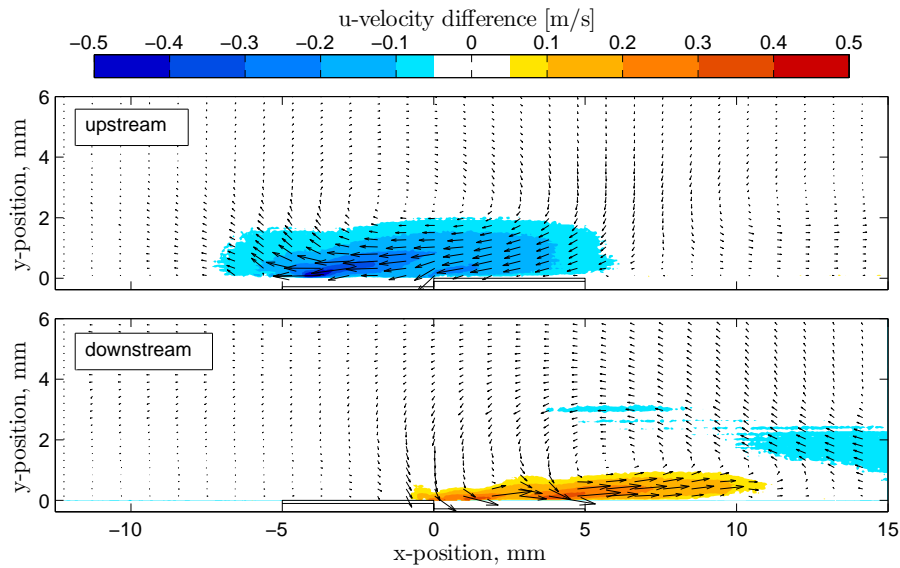 u-velocity difference [m/s]
−0.5 −0.4 −0.3 −0.2 −0.1 0 0.1 0.2 0.3 0.4 0.5
6
upstream
4
2
0
y-position, mm
6
downstream
4
2
0
y-position, mm
−10 −5 0 5 10 15
x-position, mm